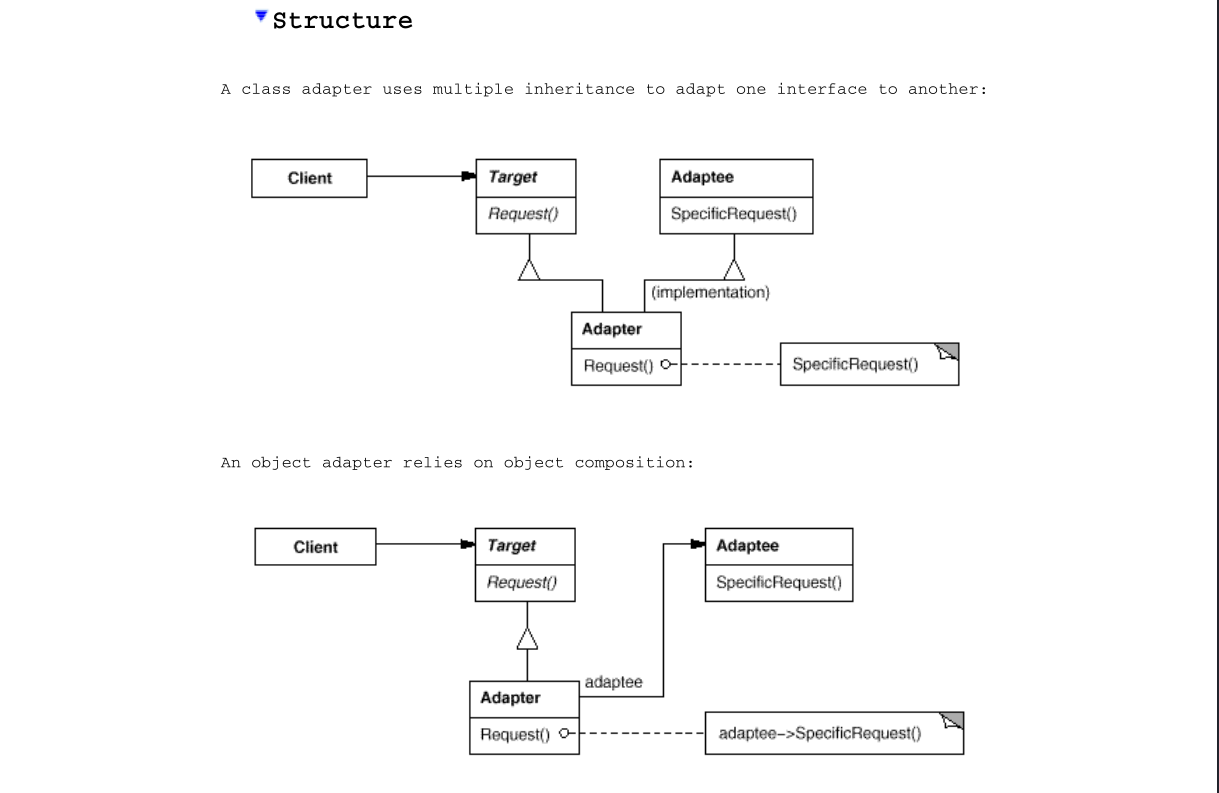 Structure
A class adapter uses multiple inheritance to adapt one interface to another:
Client
Target
Request()
Adaptee
SpecificRequest()
(implementation)
Adapter
Request()
SpecificRequest()
An object adapter relies on object composition:
Client
Target
Request()
Adaptee
SpecificRequest()
adaptee
Adapter
Request()
adaptee->SpecificRequest()